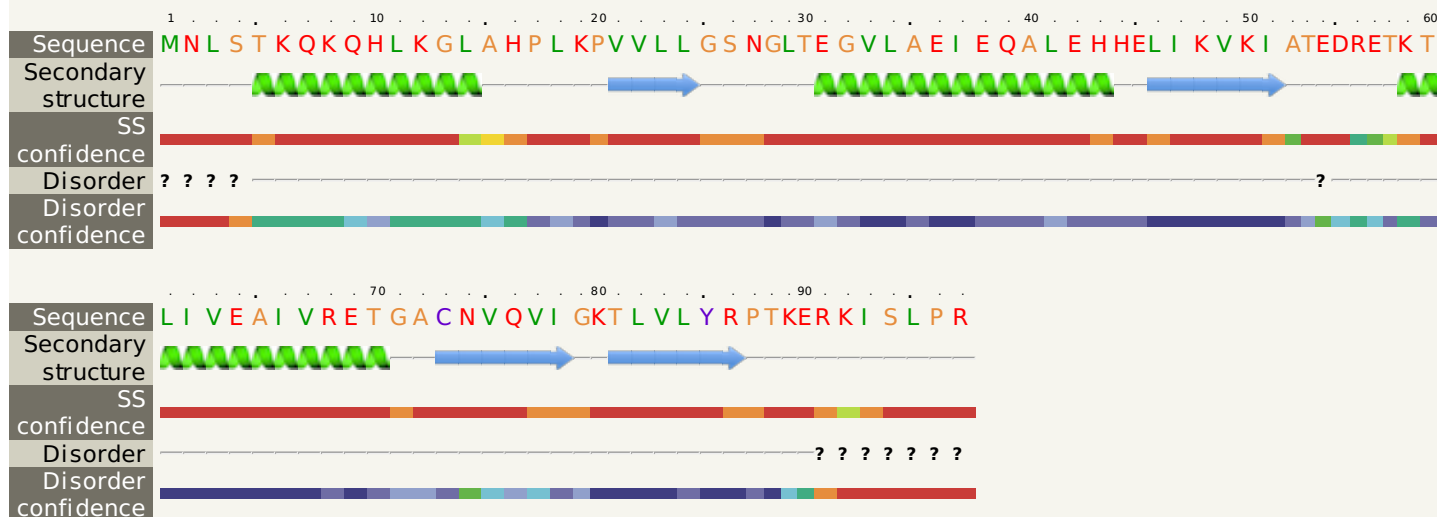 1 . . . . . . . . 10 . . . . . . . . . 20 . . . . . . . . . 30 . . . . . . . . . 40 . . . . . . . . . 50 . . . . . . . . . 60
Sequence MNLSTKQKQHLKGLAHPLKPVVLLGSNGLTEGVLAEIEQALEHHELIKVKIATEDRETKT
Secondary
structure
SS
confidence
Disorder ? ? ? ? ?
Disorder
confidence
. . . . . . . . . 70 . . . . . . . . . 80 . . . . . . . . . 90 . . . . . . .
Sequence LIVEAIVRETGACNVQVIGKTLVLYRPTKERKISLPR
Secondary
structure
SS
confidence
Disorder ? ? ? ? ? ? ?
Disorder
confidence